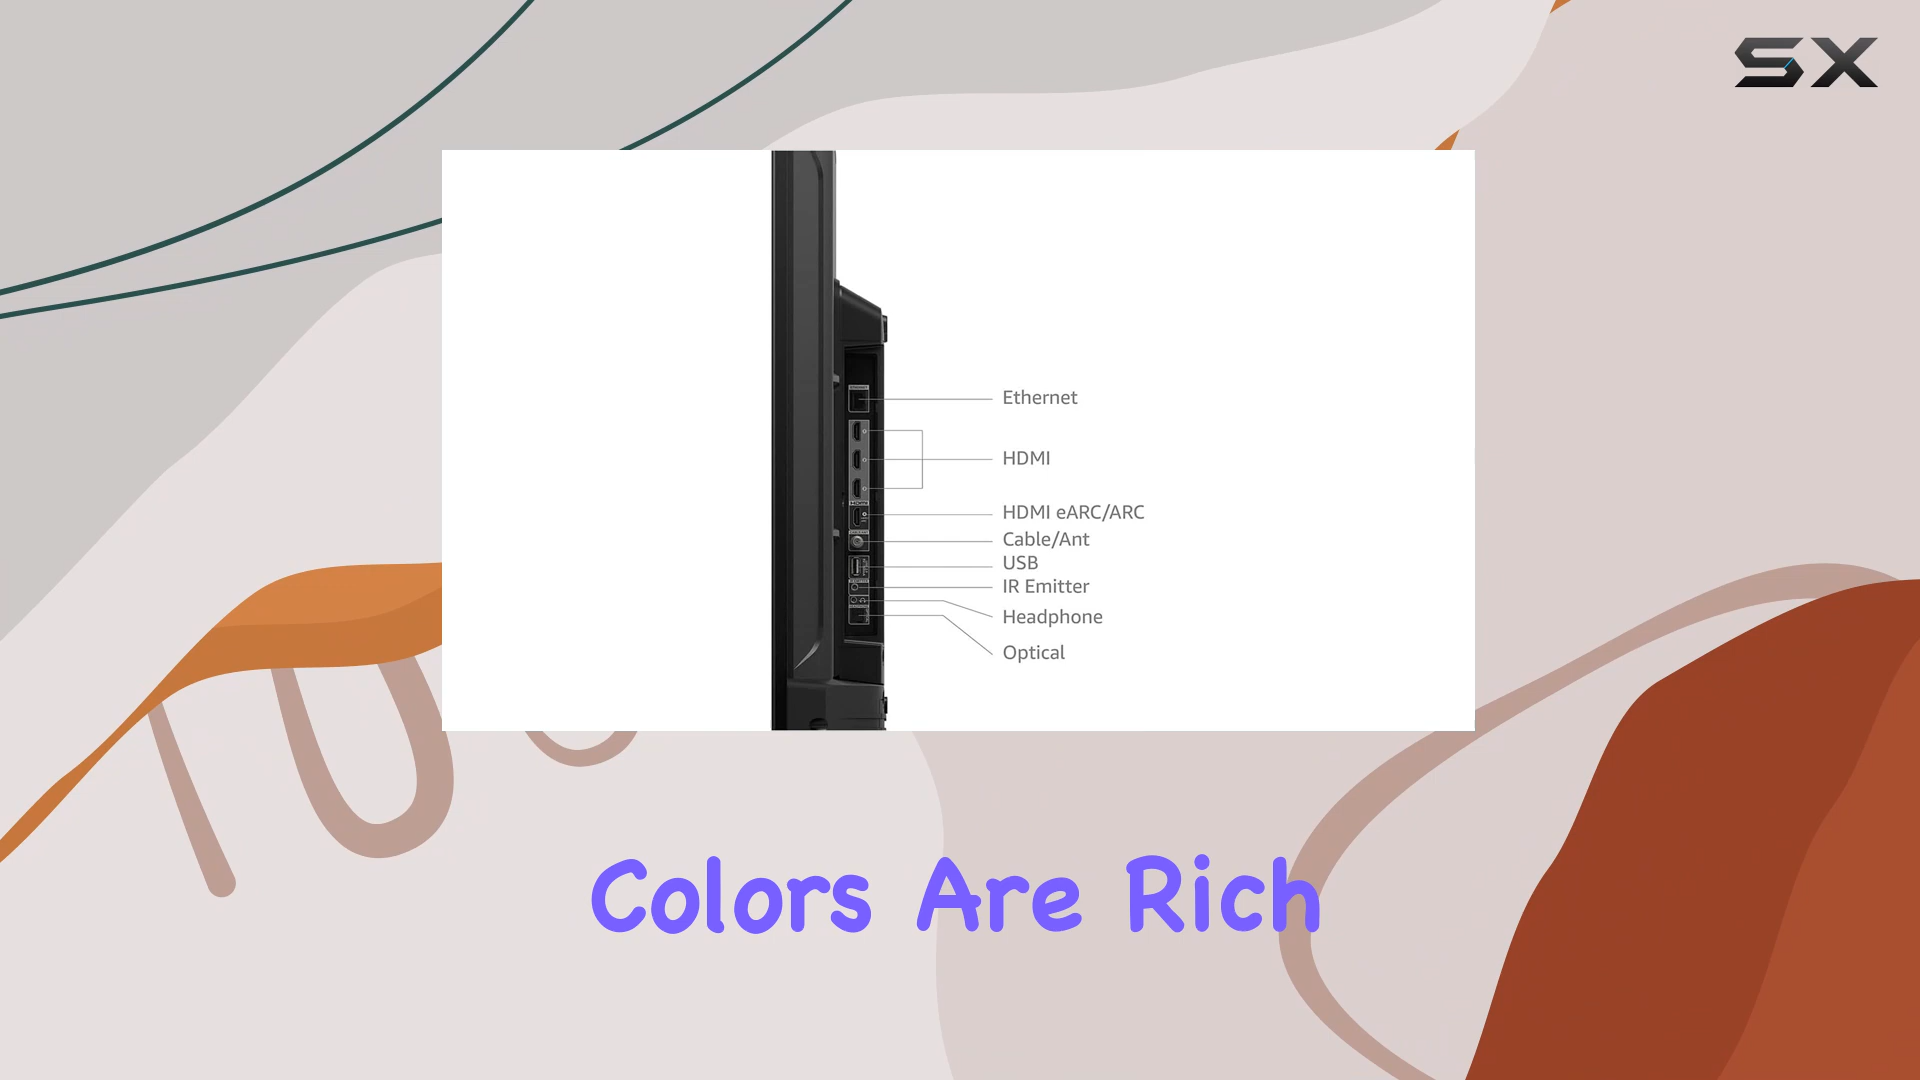 SX
Ethernet
HDMI
HDMI eARC/ARC
Cable/Ant
USB
IR Emitter
Headphone
Optical
Colors Are Rich